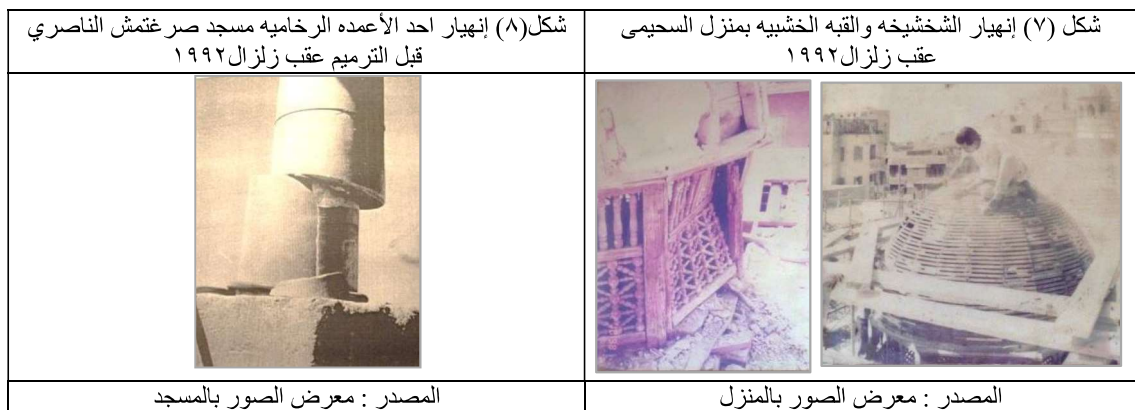 شكل (٧) إنهيار الشخشيخه والقبه الخشبيه بمنزل السحيمى
عقب زلزال١٩٩٢
شكل(٨) إنهيار احد الأعمده الرخاميه مسجد صرغتمش الناصري
قبل الترميم عقب زلزال١٩٩٢
المصدر : معرض الصور بالمنزل
المصدر : معرض الصور بالمسجد